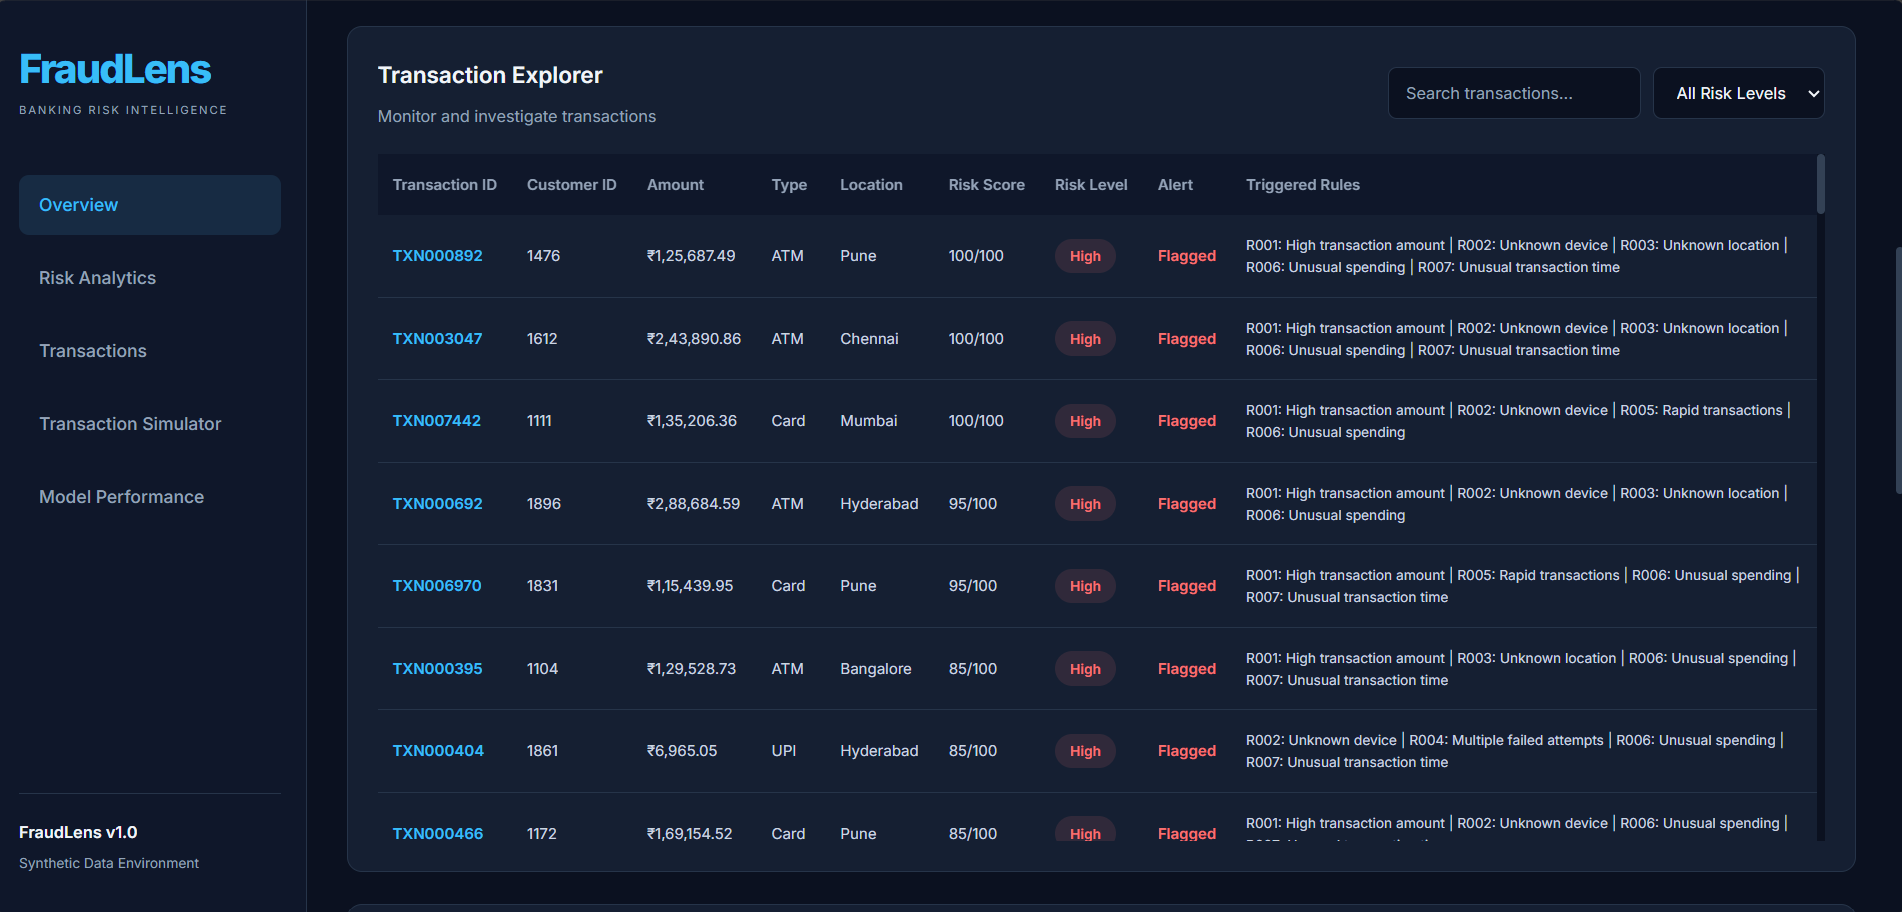 FraudLens
BANKING RISK INTELLIGENCE
Overview
Risk Analytics
Transactions
Transaction Simulator
Model Performance
FraudLens v1.0
Synthetic Data Environment
Transaction Explorer
Monitor and investigate transactions
Search transactions...
All Risk Levels
Transaction ID Customer ID Amount Type Location Risk Score Risk Level Alert Triggered Rules
TXN000892 1476 ₹1,25,687.49 ATM Pune 100/100 High Flagged R001: High transaction amount | R002: Unknown device | R003: Unknown location |
R006: Unusual spending | R007: Unusual transaction time
TXN003047 1612 ₹2,43,890.86 ATM Chennai 100/100 High Flagged R001: High transaction amount | R002: Unknown device | R003: Unknown location |
R006: Unusual spending | R007: Unusual transaction time
TXN007442 1111 ₹1,35,206.36 Card Mumbai 100/100 High Flagged R001: High transaction amount | R002: Unknown device | R005: Rapid transactions |
R006: Unusual spending
TXN000692 1896 ₹2,88,684.59 ATM Hyderabad 95/100 High Flagged R001: High transaction amount | R002: Unknown device | R003: Unknown location |
R006: Unusual spending
TXN006970 1831 ₹1,15,439.95 Card Pune 95/100 High Flagged R001: High transaction amount | R005: Rapid transactions | R006: Unusual spending |
R007: Unusual transaction time
TXN000395 1104 ₹1,29,528.73 ATM Bangalore 85/100 High Flagged R001: High transaction amount | R003: Unknown location | R006: Unusual spending |
R007: Unusual transaction time
TXN000404 1861 ₹6,965.05 UPI Hyderabad 85/100 High Flagged R002: Unknown device | R004: Multiple failed attempts | R006: Unusual spending |
R007: Unusual transaction time
TXN000466 1172 ₹1,69,154.52 Card Pune 85/100 High Flagged R001: High transaction amount | R002: Unknown device | R006: Unusual spending |